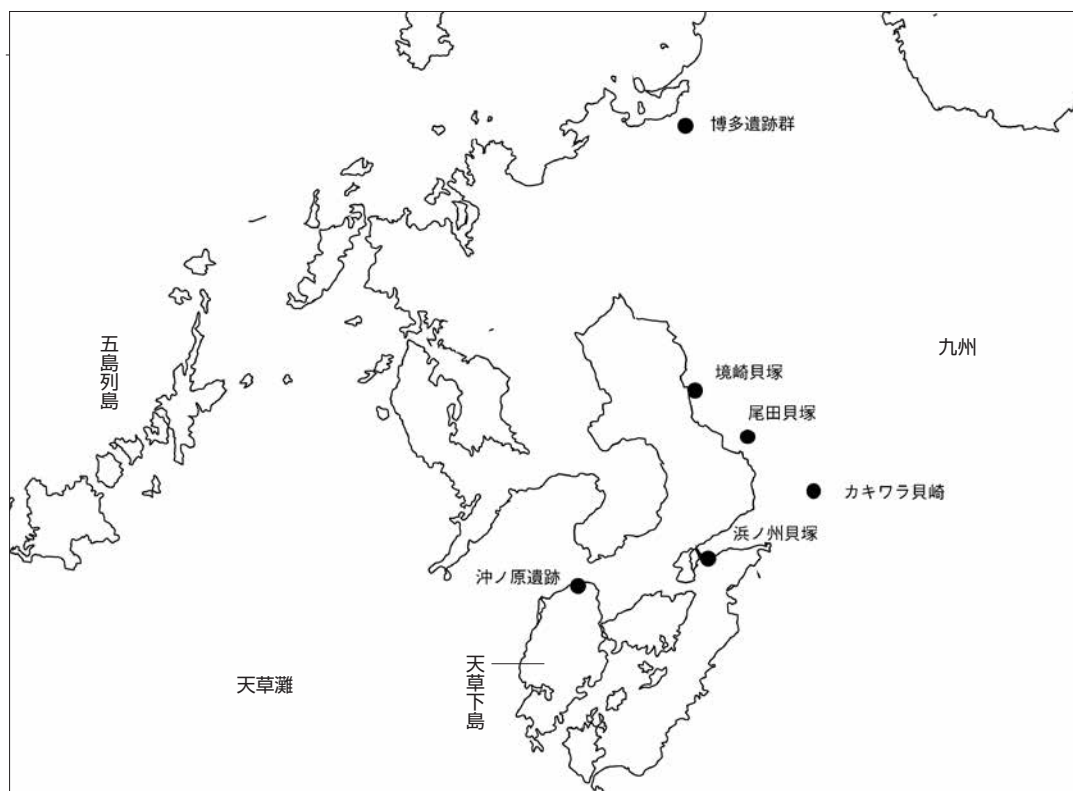 博多遺跡群
五島列島
九州
境崎貝塚
尾田貝塚
カキワラ貝崎
浜ノ州貝塚
沖ノ原遺跡
天草灘
天草下島